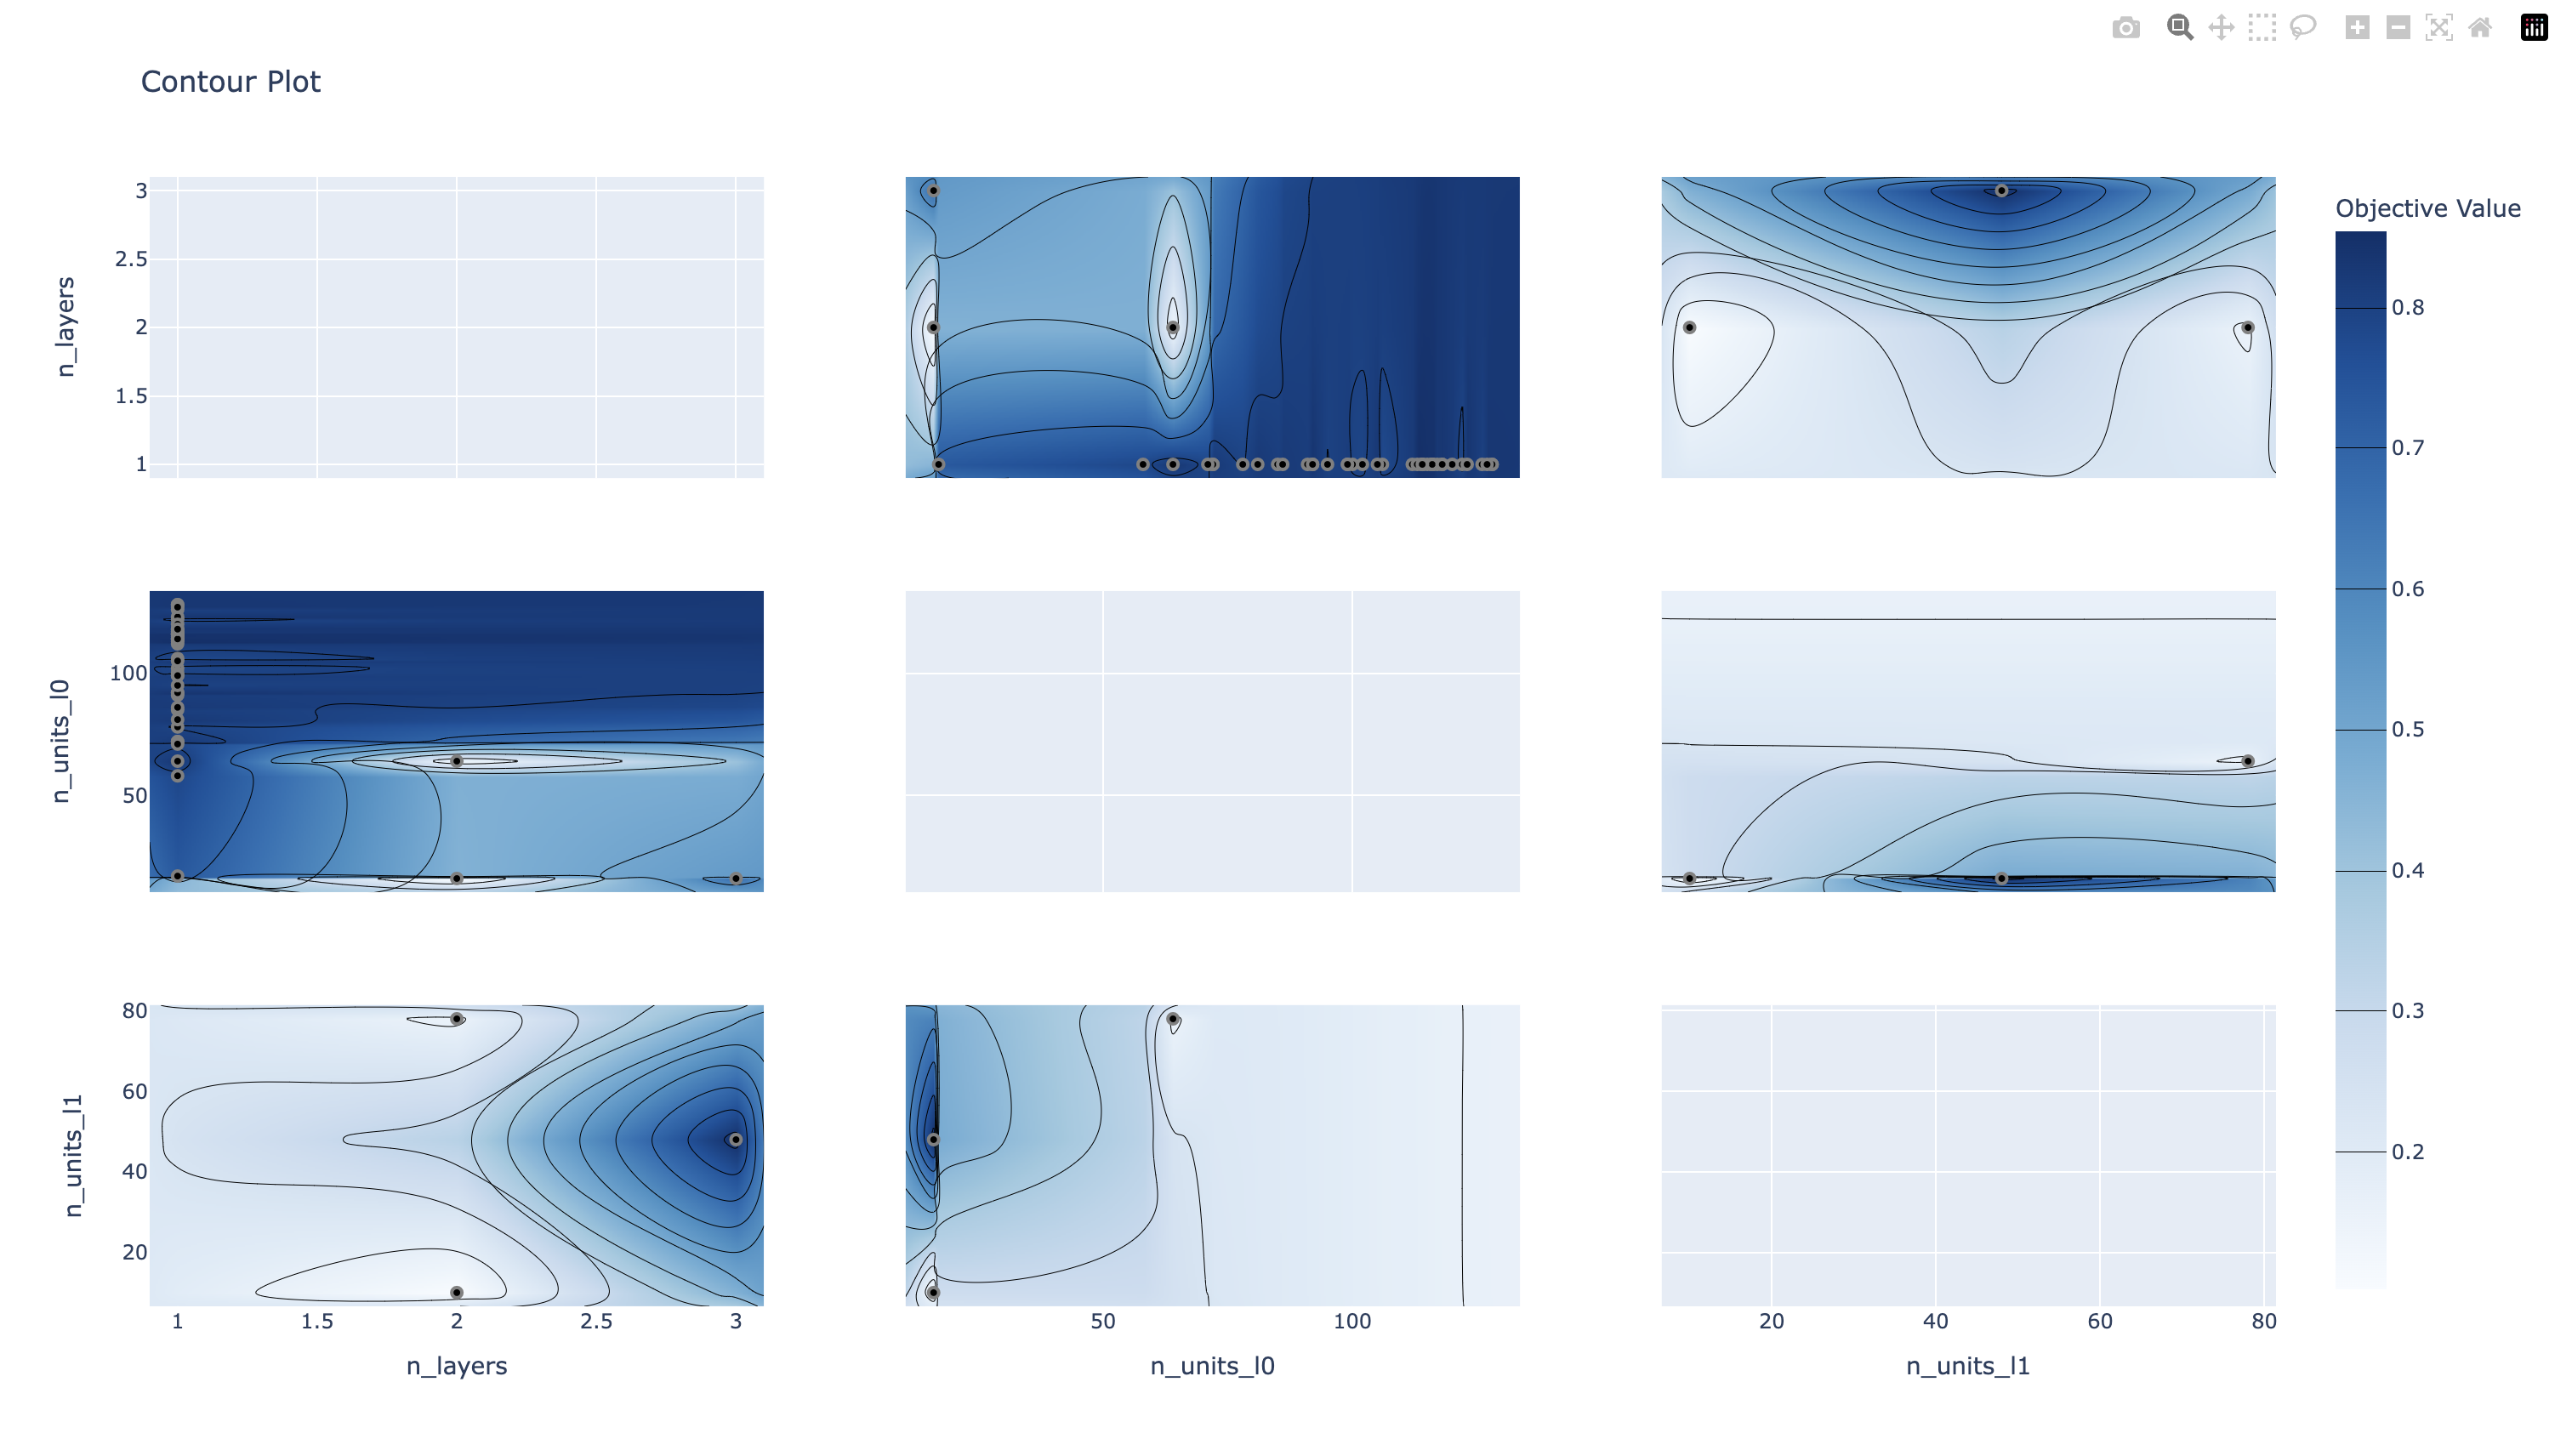 Contour Plot
Objective Value
0.8
0.7
0.6
0.5
0.4
0.3
0.2
n_layers
3
2.5
2
1.5
1
n_units_l0
100
50
n_units_l1
80
60
40
20
1 1.5 2 2.5 3
50 100
20 40 60 80
n_layers
n_units_l0
n_units_l1